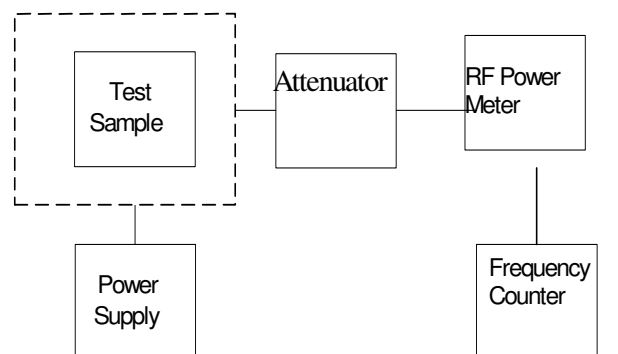 Test
Sample
Attenuator
RF Power
Meter
Power
Supply
Frequency
Counter